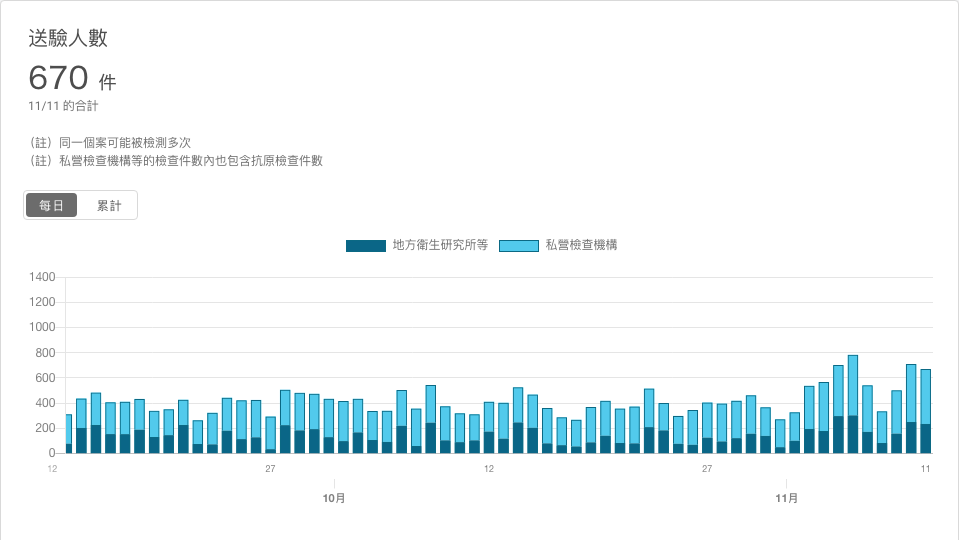 送驗人數
670 件
11/11 的合計
（註）同一個案可能被檢測多次
（註）私營檢查機構等的檢查件數內也包含抗原檢查件數
每日 累計
地方衛生研究所等 私營檢查機構
1400
1200
1000
800
600
400
200
0
12 27 12 27 11
10月 11月